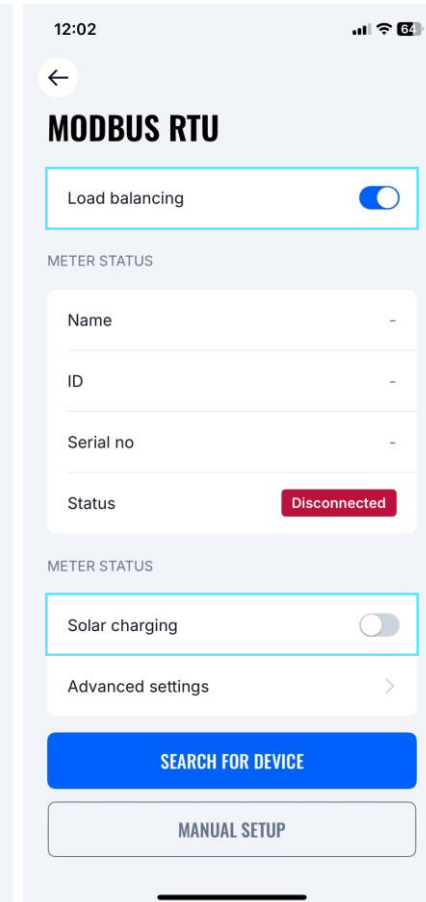 12:02
64
MODBUS RTU
Load balancing
METER STATUS
Name -
ID -
Serial no -
Status Disconnected
METER STATUS
Solar charging
Advanced settings
SEARCH FOR DEVICE
MANUAL SETUP